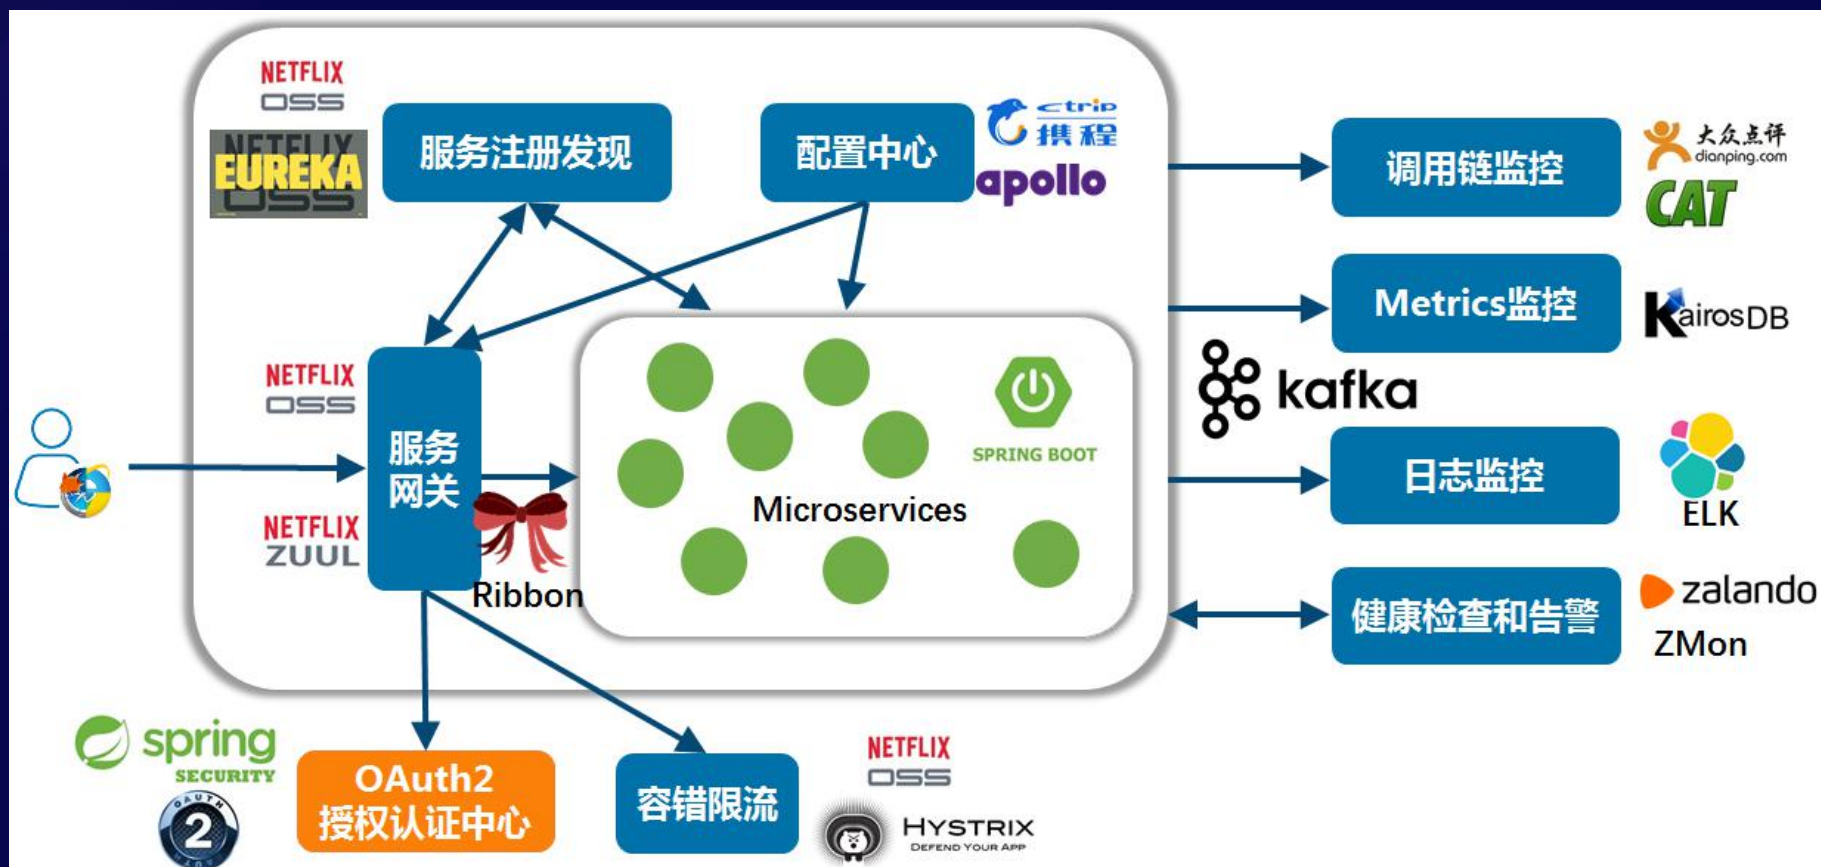 NETFLIX
OSS
NETFLIX
EUREKA
OSS
服务注册发现
配置中心
ctrip
携程
apollo
调用链监控
大众点评
dianping.com
CAT
Metrics监控
KairosDB
kafka
NETFLIX
OSS
服务
网关
NETFLIX
ZUUL
Ribbon
SPRING BOOT
Microservices
日志监控
ELK
健康检查和告警
zalando
ZMon
spring
SECURITY
OAUTH
2
OAuth2
授权认证中心
容错限流
NETFLIX
OSS
HYSTRIX
DEFEND YOUR APP